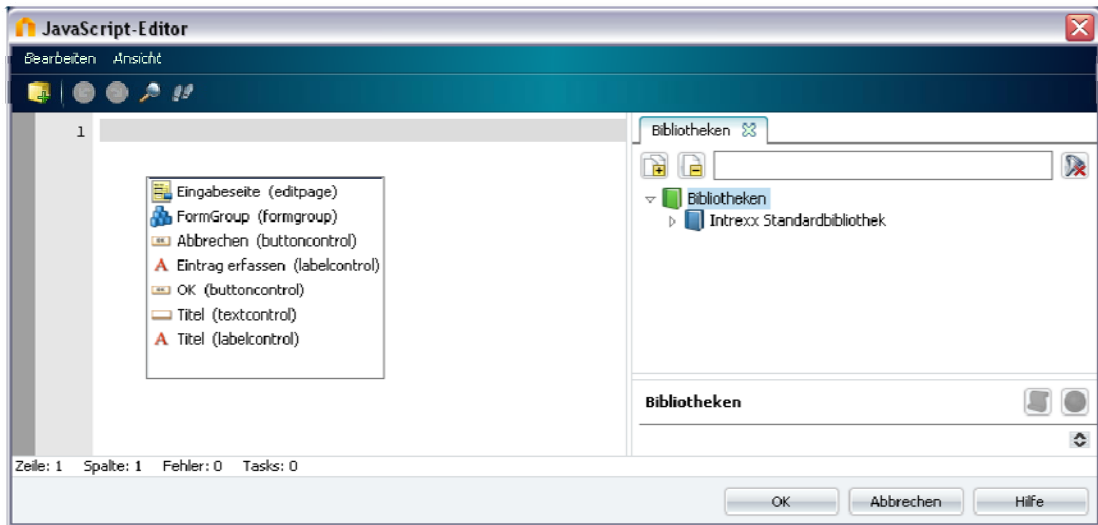 JavaScript-Editor
Bearbeiten Ansicht
1
Eingabeseite (editpage)
FormGroup (formgroup)
Abbrechen (buttoncontrol)
Eintrag erfassen (labelcontrol)
OK (buttoncontrol)
Titel (textcontrol)
Titel (labelcontrol)
Bibliotheken
Bibliotheken
Intrexx Standardbibliothek
Bibliotheken
Zeile: 1 Spalte: 1 Fehler: 0 Tasks: 0
OK Abbrechen Hilfe